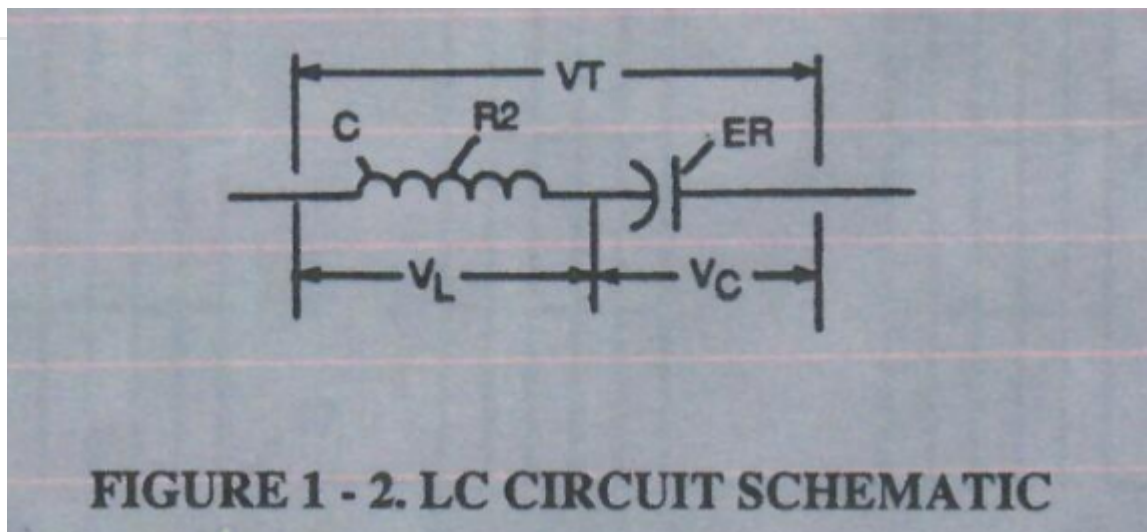 VT
C R2 ER
VL VC
FIGURE 1 - 2. LC CIRCUIT SCHEMATIC